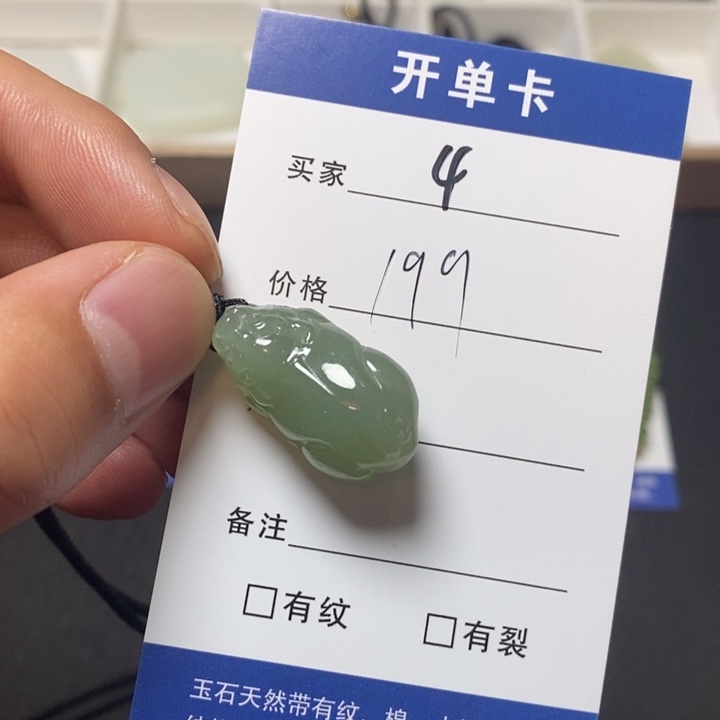 开单卡
买家 4
价格 199
备注
□有纹 □有裂
玉石天然带有纹、棉、